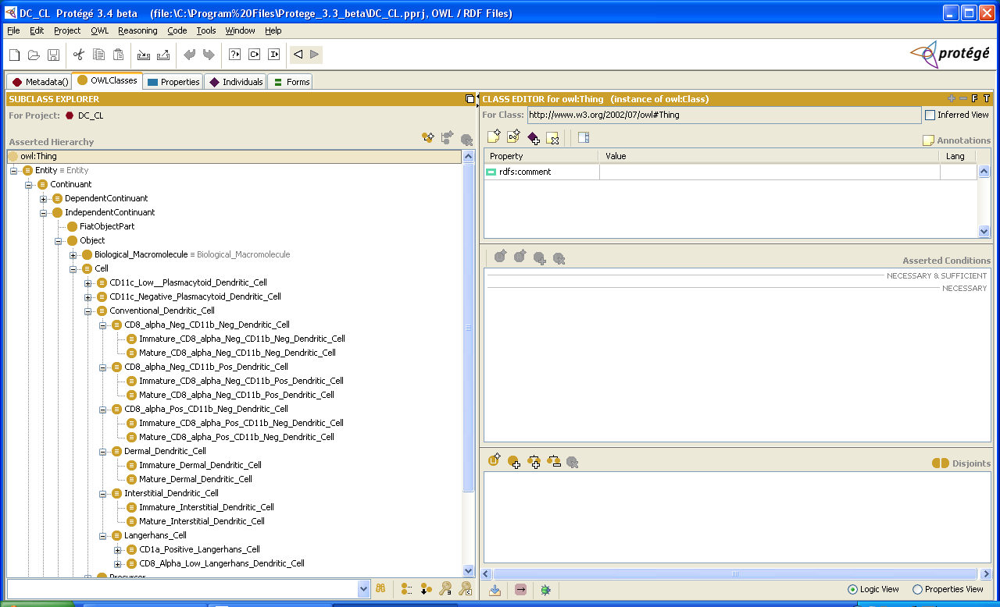 DC_CL Protégé 3.4 beta (file:\C:\Program%20Files\Protege_3.3_beta\DC_CL.pprj, OWL / RDF Files)
File Edit Project OWL Reasoning Code Tools Window Help
protégé
Metadata() OWLClasses Properties Individuals Forms
SUBCLASS EXPLORER
For Project: DC_CL
Asserted Hierarchy
owl:Thing
Entity ≡ Entity
Continuant
DependentContinuant
IndependentContinuant
FiatObjectPart
Object
Biological_Macromolecule ≡ Biological_Macromolecule
Cell
CD11c_Low__Plasmacytoid_Dendritic_Cell
CD11c_Negative_Plasmacytoid_Dendritic_Cell
Conventional_Dendritic_Cell
CD8_alpha_Neg_CD11b_Neg_Dendritic_Cell
Immature_CD8_alpha_Neg_CD11b_Neg_Dendritic_Cell
Mature_CD8_alpha_Neg_CD11b_Neg_Dendritic_Cell
CD8_alpha_Neg_CD11b_Pos_Dendritic_Cell
Immature_CD8_alpha_Neg_CD11b_Pos_Dendritic_Cell
Mature_CD8_alpha_Neg_CD11b_Pos_Dendritic_Cell
CD8_alpha_Pos_CD11b_Neg_Dendritic_Cell
Immature_CD8_alpha_Pos_CD11b_Neg_Dendritic_Cell
Mature_CD8_alpha_Pos_CD11b_Neg_Dendritic_Cell
Dermal_Dendritic_Cell
Immature_Dermal_Dendritic_Cell
Mature_Dermal_Dendritic_Cell
Interstitial_Dendritic_Cell
Immature_Interstitial_Dendritic_Cell
Mature_Interstitial_Dendritic_Cell
Langerhans_Cell
CD1a_Positive_Langerhans_Cell
CD8_Alpha_Low_Langerhans_Dendritic_Cell
CLASS EDITOR for owl:Thing (instance of owl:Class)
F T
For Class: http://www.w3.org/2002/07/owl#Thing Inferred View
Annotations
Property Value Lang
rdfs:comment
Asserted Conditions
NECESSARY & SUFFICIENT
NECESSARY
Disjoints
Logic View Properties View